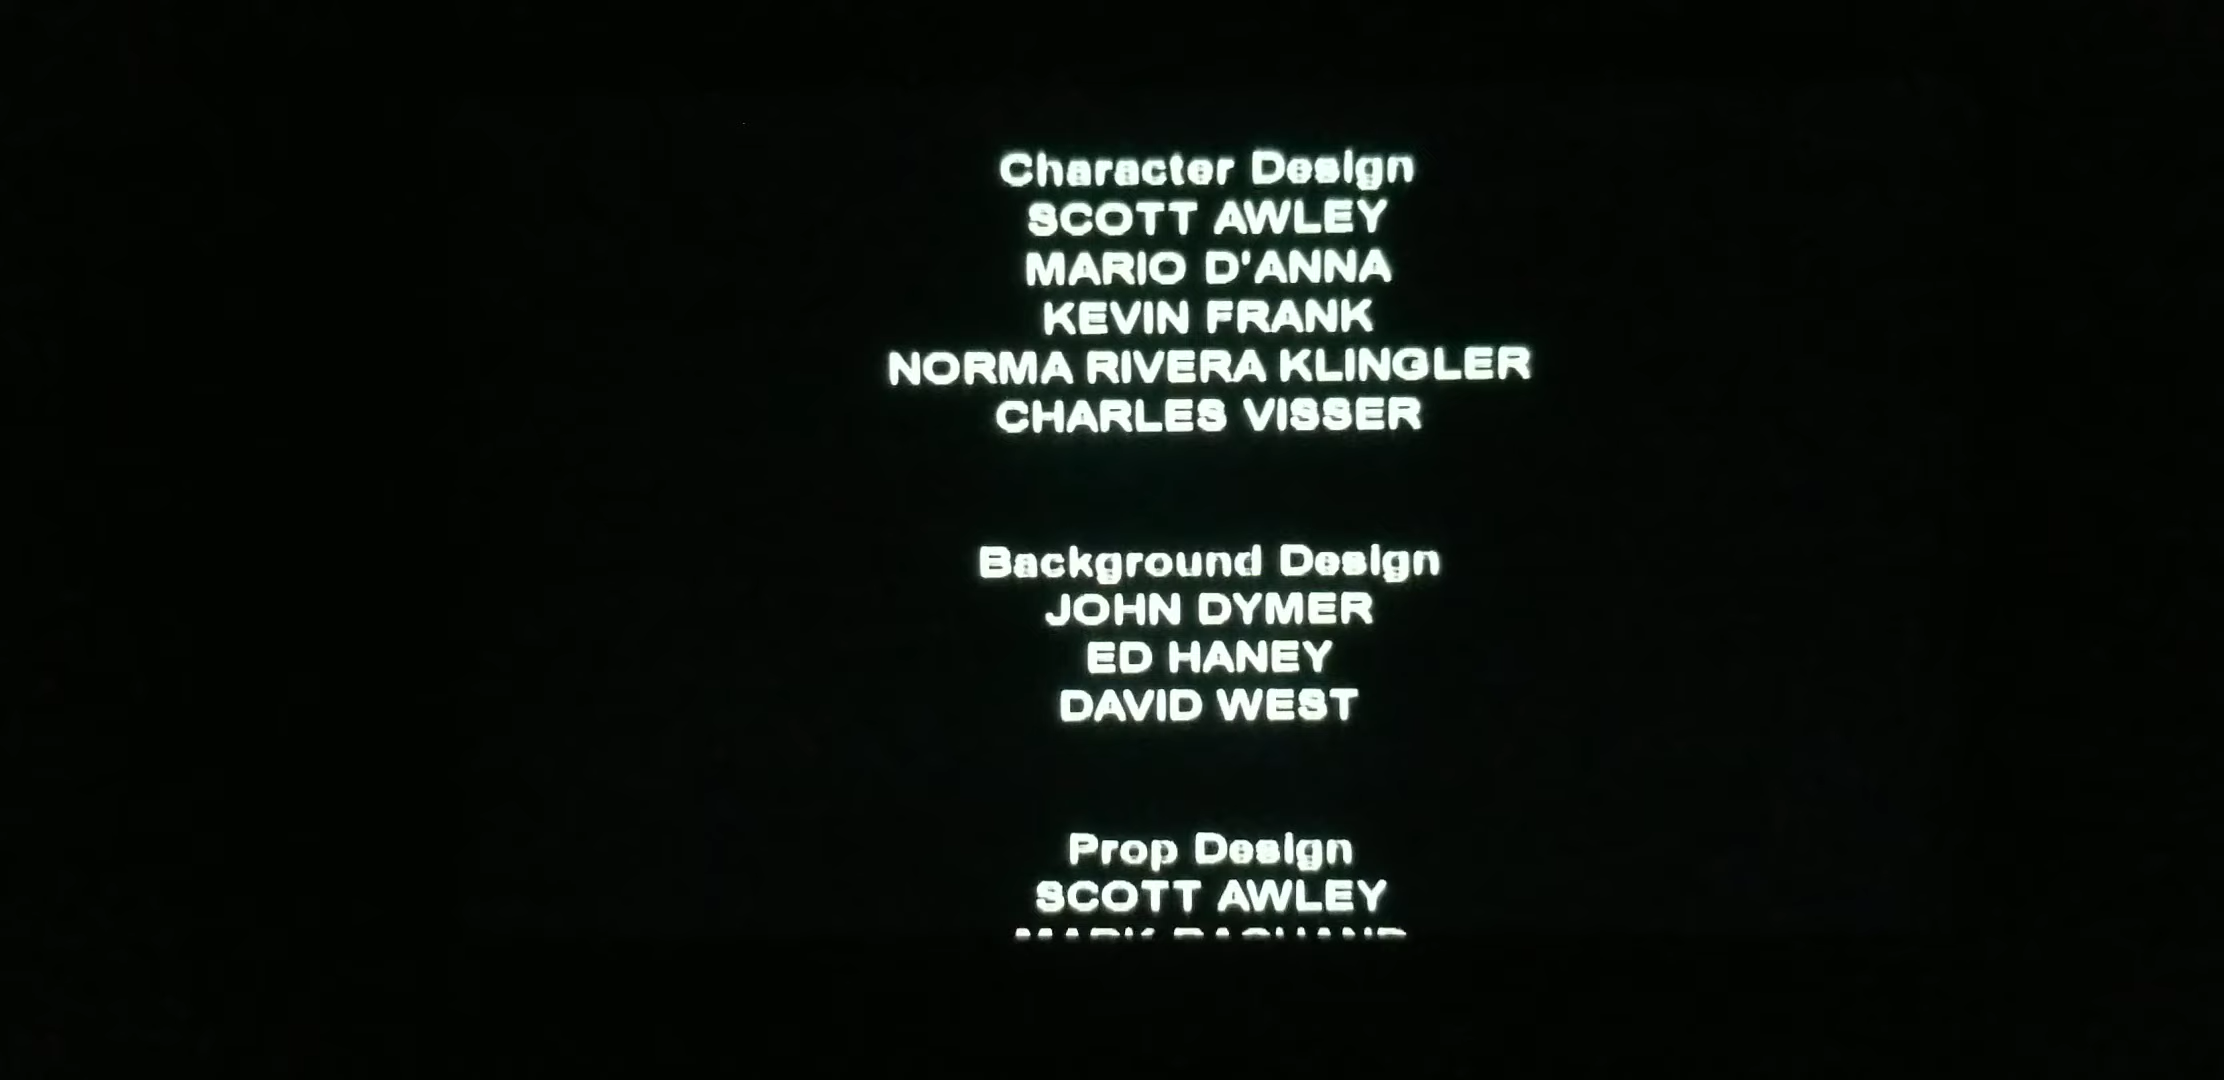 Character Design
SCOTT AWLEY
MARIO D'ANNA
KEVIN FRANK
NORMA RIVERA KLINGLER
CHARLES VISSER
Background Design
JOHN DYMER
ED HANEY
DAVID WEST
Prop Design
SCOTT AWLEY
MARK